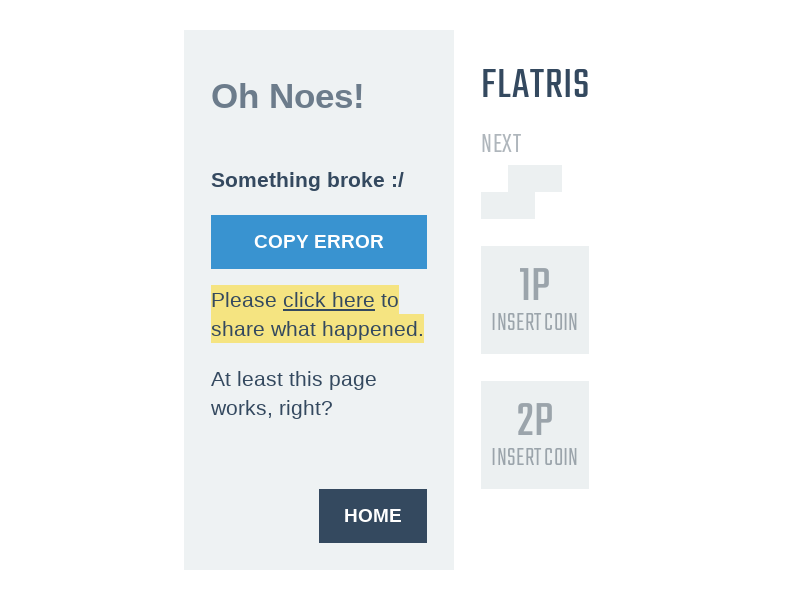 Oh Noes!
Something broke :/
COPY ERROR
Please click here to
share what happened.
At least this page
works, right?
HOME
FLATRIS
NEXT
1P
INSERT COIN
2P
INSERT COIN